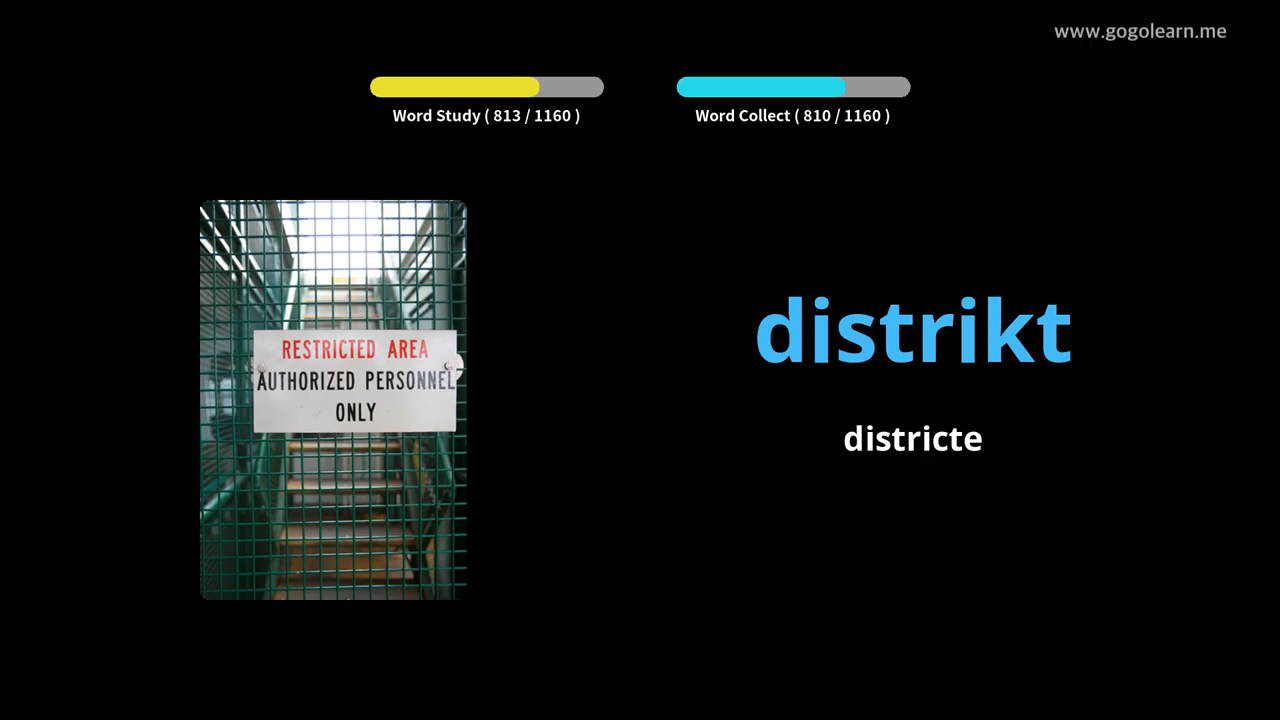 www.gogolearn.me
Word Study ( 813 / 1160 )
Word Collect ( 810 / 1160 )
RESTRICTED AREA
AUTHORIZED PERSONNEL
ONLY
distrikt
districte